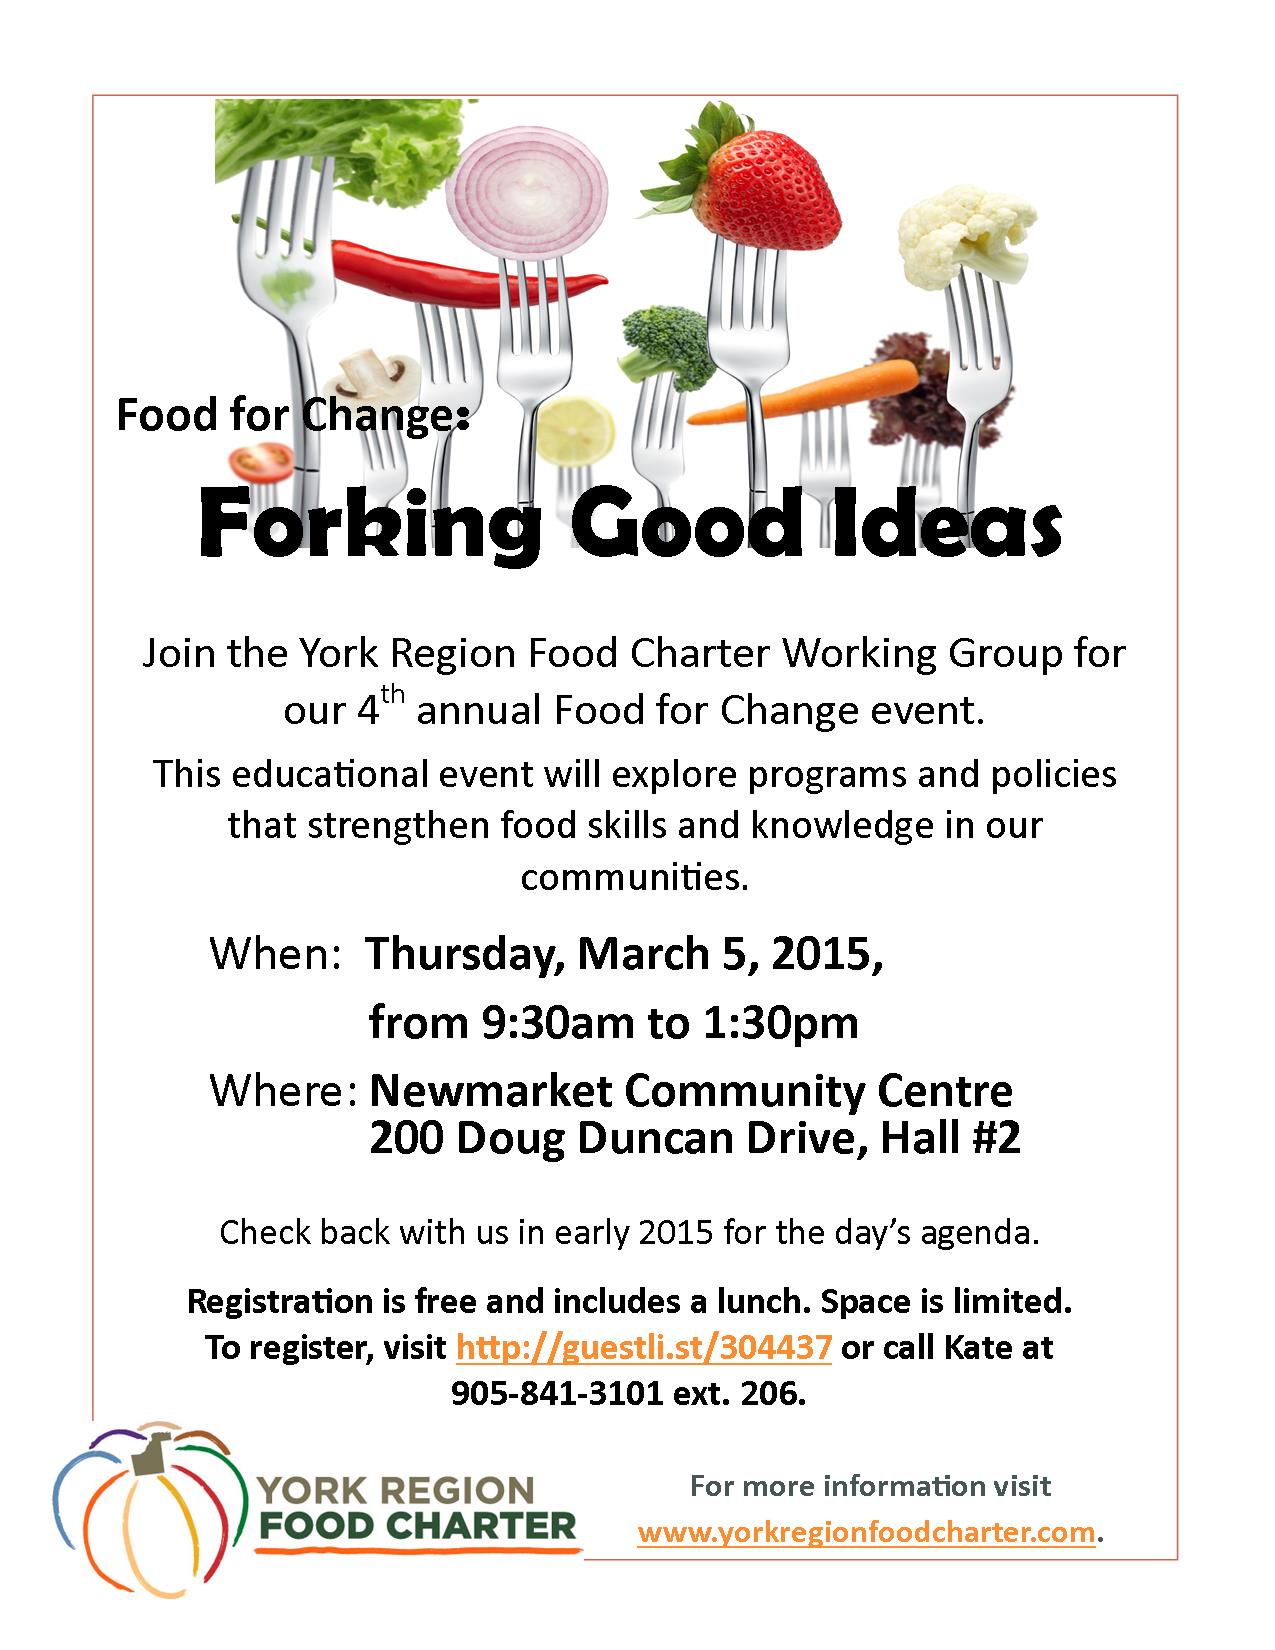 Food for Change:
Forking Good Ideas
Join the York Region Food Charter Working Group for
our 4th annual Food for Change event.
This educational event will explore programs and policies
that strengthen food skills and knowledge in our
communities.
When: Thursday, March 5, 2015,
from 9:30am to 1:30pm
Where: Newmarket Community Centre
200 Doug Duncan Drive, Hall #2
Check back with us in early 2015 for the day’s agenda.
Registration is free and includes a lunch. Space is limited.
To register, visit http://guestli.st/304437 or call Kate at
905-841-3101 ext. 206.
YORK REGION
FOOD CHARTER
For more information visit
www.yorkregionfoodcharter.com.